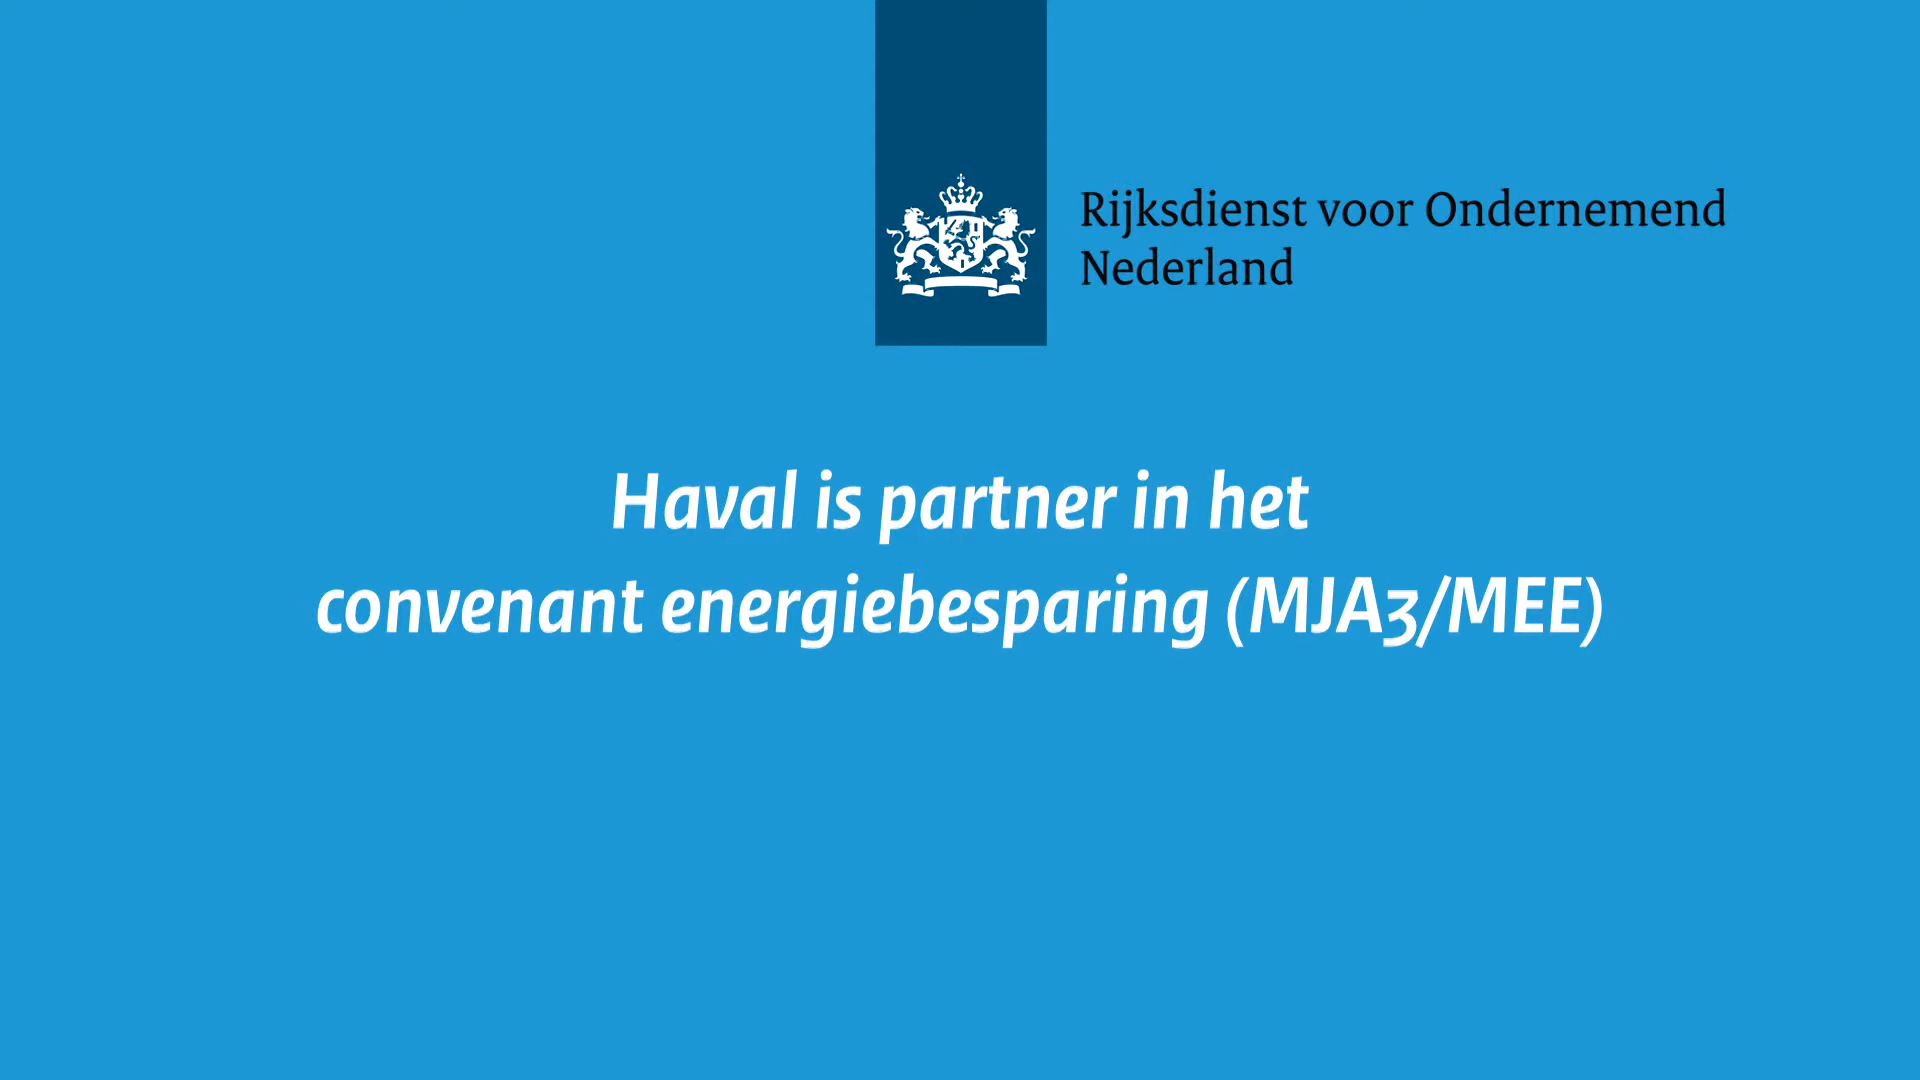 Rijksdienst voor Ondernemend
Nederland
Haval is partner in het
convenant energiebesparing (MJA3/MEE)